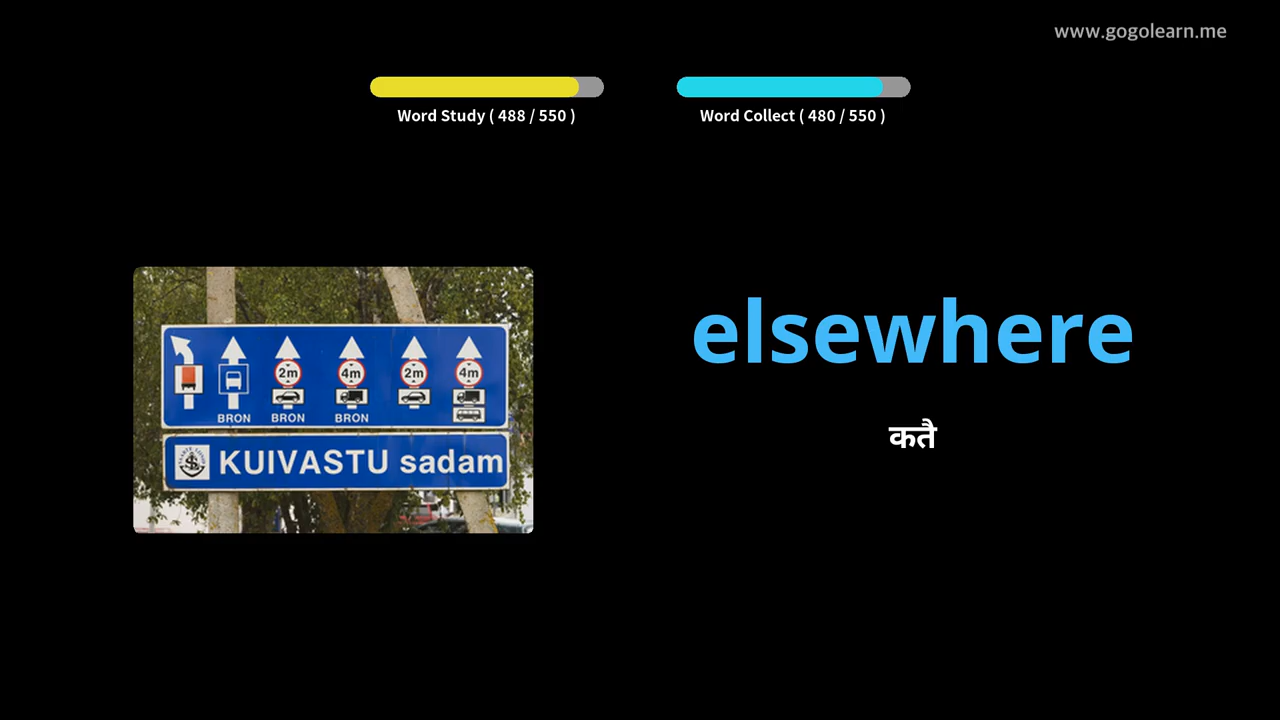 www.gogolearn.me
Word Study ( 488 / 550 )
Word Collect ( 480 / 550 )
2m 4m 2m 4m
BRON BRON BRON
KUIVASTU sadam
elsewhere
कतै